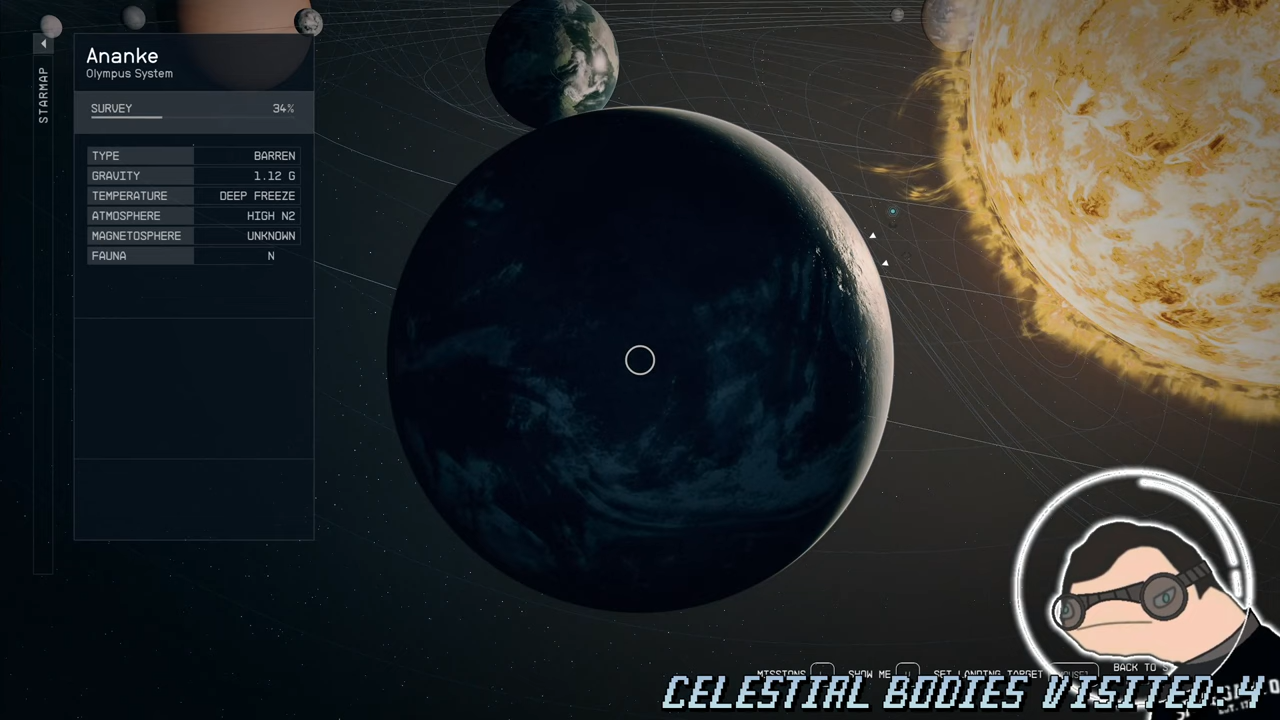 STARMAP
Ananke
Olympus System
SURVEY 34%
TYPE BARREN
GRAVITY 1.12 G
TEMPERATURE DEEP FREEZE
ATMOSPHERE HIGH N2
MAGNETOSPHERE UNKNOWN
FAUNA N
MISSIONS L SHOW ME SET LANDING TARGET BACK TO S
CELESTIAL BODIES VISITED: 4